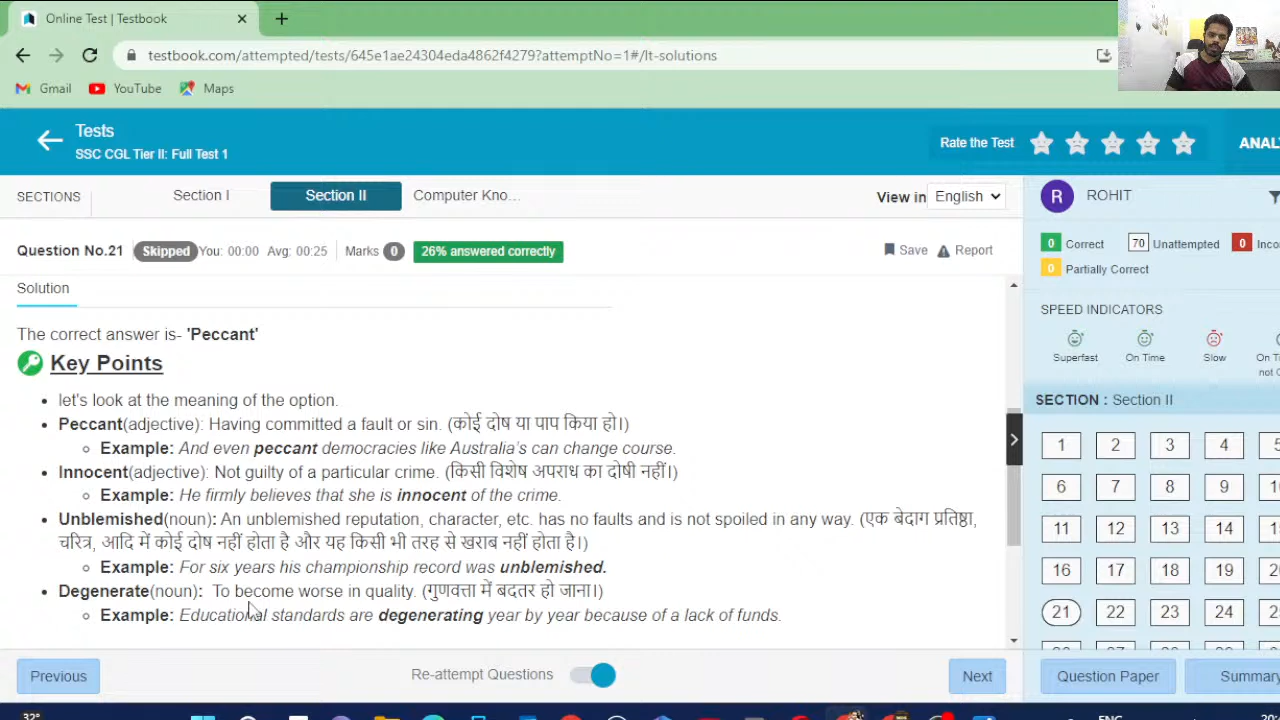 Online Test | Testbook
testbook.com/attempted/tests/645e1ae24304eda4862f4279?attemptNo=1#/lt-solutions
Gmail YouTube Maps
Tests
SSC CGL Tier II: Full Test 1
Rate the Test
SECTIONS Section I Section II Computer Kno... View in English
ROHIT
Question No.21 Skipped You: 00:00 Avg: 00:25 Marks 0 26% answered correctly Save Report
0 Correct 70 Unattempted 0
0 Partially Correct
Solution
SPEED INDICATORS
Superfast On Time Slow
The correct answer is- 'Peccant'
Key Points
SECTION : Section II
let's look at the meaning of the option.
Peccant(adjective): Having committed a fault or sin. (कोई दोष या पाप किया हो।)
Example: And even peccant democracies like Australia's can change course.
Innocent(adjective): Not guilty of a particular crime. (किसी विशेष अपराध का दोषी नहीं।)
Example: He firmly believes that she is innocent of the crime.
Unblemished(noun): An unblemished reputation, character, etc. has no faults and is not spoiled in any way. (एक बेदाग प्रतिष्ठा,
चरित्र, आदि में कोई दोष नहीं होता है और यह किसी भी तरह से खराब नहीं होता है।)
Example: For six years his championship record was unblemished.
Degenerate(noun): To become worse in quality. (गुणवत्ता में बदतर हो जाना।)
Example: Educational standards are degenerating year by year because of a lack of funds.
1 2 3 4 5
6 7 8 9
11 12 13 14
16 17 18 19
21 22 23 24
Previous Re-attempt Questions Next Question Paper Summary
32°
ENG